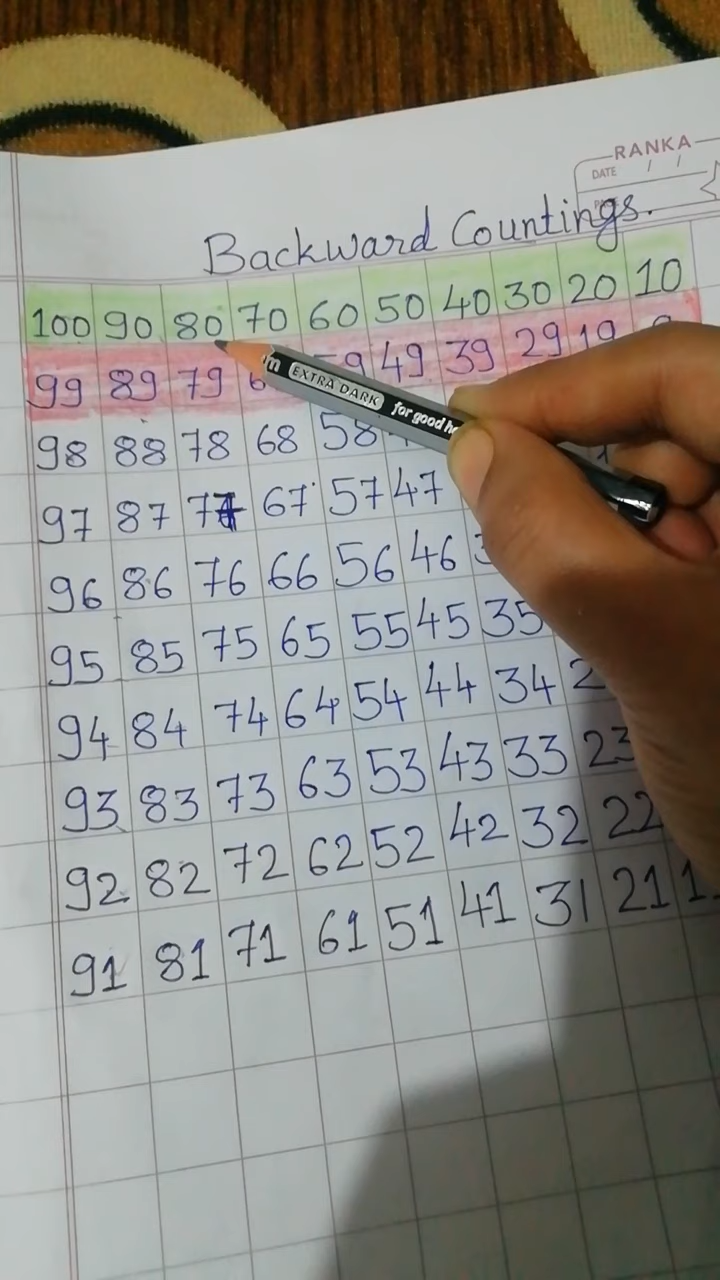 RANKA
DATE / /
Backward Countings.
100 90 80 70 60 50 40 30 20 10
99 89 79 59 49 39 29 19 9
EXTRA DARK for good
98 88 78 68 58
97 87 77 67 57 47
96 86 76 66 56 46
95 85 75 65 55 45 35
94 84 74 64 54 44 34
93 83 73 63 53 43 33 23
92 82 72 62 52 42 32 22
91 81 71 61 51 41 31 21